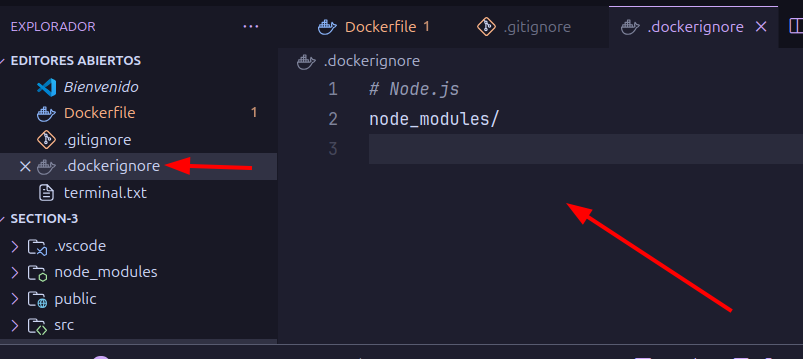 EXPLORADOR ...
Dockerfile 1 .gitignore .dockerignore
EDITORES ABIERTOS
Bienvenido
Dockerfile 1
.gitignore
.dockerignore
terminal.txt
SECTION-3
.vscode
node_modules
public
src
.dockerignore
1 # Node.js
2 node_modules/
3